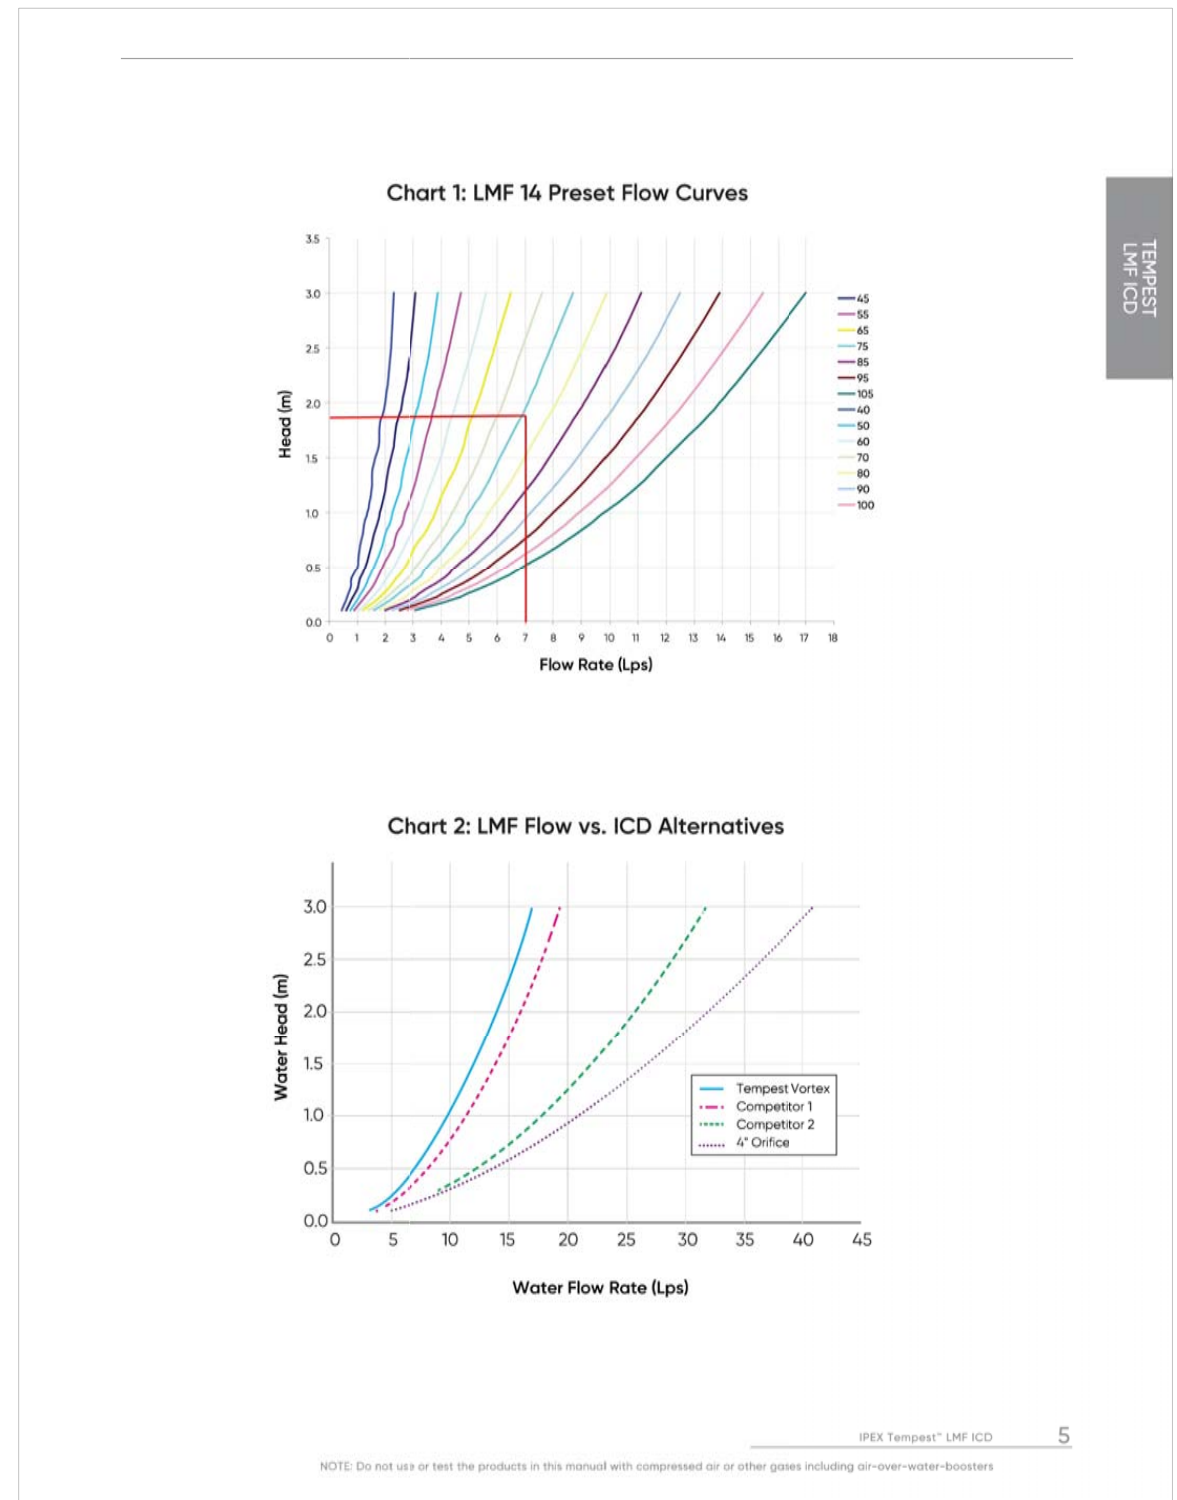 Chart 1: LMF 14 Preset Flow Curves
TEMPEST
LMF ICD
3.5
3.0
2.5
2.0
1.5
1.0
0.5
0.0
Head (m)
0 1 2 3 4 5 6 7 8 9 10 11 12 13 14 15 16 17 18
Flow Rate (Lps)
45
55
65
75
85
95
105
40
50
60
70
80
90
100
Chart 2: LMF Flow vs. ICD Alternatives
3.0
2.5
2.0
1.5
1.0
0.5
0.0
Water Head (m)
Tempest Vortex
Competitor 1
Competitor 2
4" Orifice
0 5 10 15 20 25 30 35 40 45
Water Flow Rate (Lps)
IPEX Tempest™ LMF ICD 5
NOTE: Do not use or test the products in this manual with compressed air or other gases including air-over-water-boosters